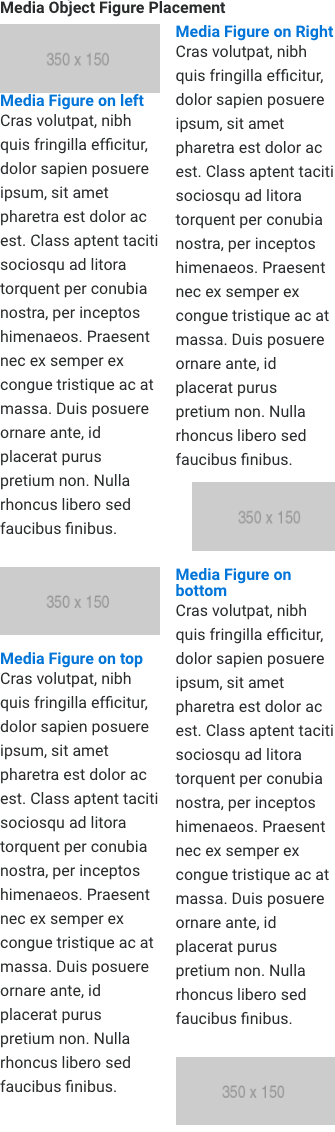 Media Object Figure Placement
350 x 150
Media Figure on left
Cras volutpat, nibh
quis fringilla efficitur,
dolor sapien posuere
ipsum, sit amet
pharetra est dolor ac
est. Class aptent taciti
sociosqu ad litora
torquent per conubia
nostra, per inceptos
himenaeos. Praesent
nec ex semper ex
congue tristique ac at
massa. Duis posuere
ornare ante, id
placerat purus
pretium non. Nulla
rhoncus libero sed
faucibus finibus.
Media Figure on Right
Cras volutpat, nibh
quis fringilla efficitur,
dolor sapien posuere
ipsum, sit amet
pharetra est dolor ac
est. Class aptent taciti
sociosqu ad litora
torquent per conubia
nostra, per inceptos
himenaeos. Praesent
nec ex semper ex
congue tristique ac at
massa. Duis posuere
ornare ante, id
placerat purus
pretium non. Nulla
rhoncus libero sed
faucibus finibus.
350 x 150
350 x 150
Media Figure on top
Cras volutpat, nibh
quis fringilla efficitur,
dolor sapien posuere
ipsum, sit amet
pharetra est dolor ac
est. Class aptent taciti
sociosqu ad litora
torquent per conubia
nostra, per inceptos
himenaeos. Praesent
nec ex semper ex
congue tristique ac at
massa. Duis posuere
ornare ante, id
placerat purus
pretium non. Nulla
rhoncus libero sed
faucibus finibus.
Media Figure on
bottom
Cras volutpat, nibh
quis fringilla efficitur,
dolor sapien posuere
ipsum, sit amet
pharetra est dolor ac
est. Class aptent taciti
sociosqu ad litora
torquent per conubia
nostra, per inceptos
himenaeos. Praesent
nec ex semper ex
congue tristique ac at
massa. Duis posuere
ornare ante, id
placerat purus
pretium non. Nulla
rhoncus libero sed
faucibus finibus.
350 x 150